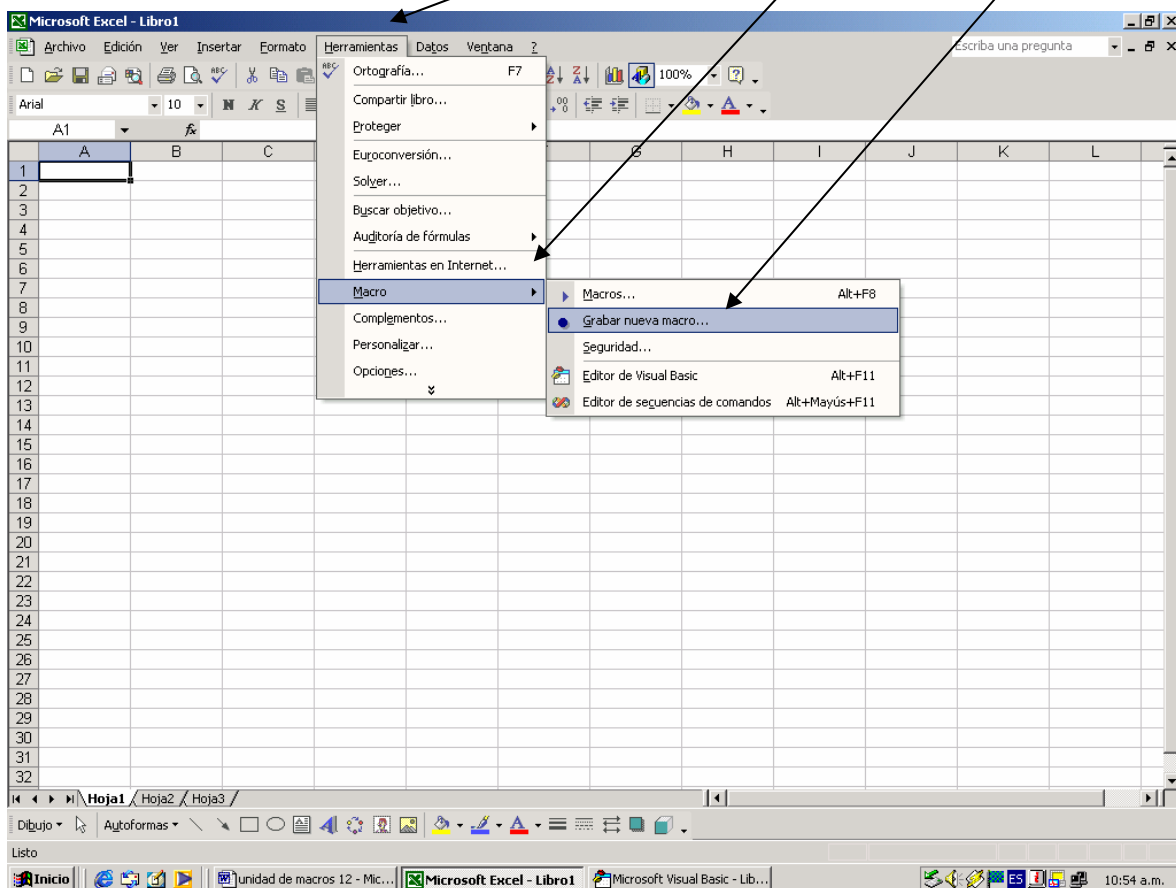 Microsoft Excel - Libro1
Archivo Edición Ver Insertar Formato Herramientas Datos Ventana ? Escriba una pregunta
100%
Arial 10 N K S
A1 fx
Ortografía... F7
Compartir libro...
Proteger
Euroconversión...
Solver...
Buscar objetivo...
Auditoría de fórmulas
Herramientas en Internet...
Macro
Complementos...
Personalizar...
Opciones...
Macros... Alt+F8
Grabar nueva macro...
Seguridad...
Editor de Visual Basic Alt+F11
Editor de secuencias de comandos Alt+Mayús+F11
A B C G H I J K L
1
2
3
4
5
6
7
8
9
10
11
12
13
14
15
16
17
18
19
20
21
22
23
24
25
26
27
28
29
30
31
32
Hoja1 Hoja2 Hoja3
Dibujo Autoformas
Listo
Inicio unidad de macros 12 - Mic... Microsoft Excel - Libro1 Microsoft Visual Basic - Lib... ES 10:54 a.m.